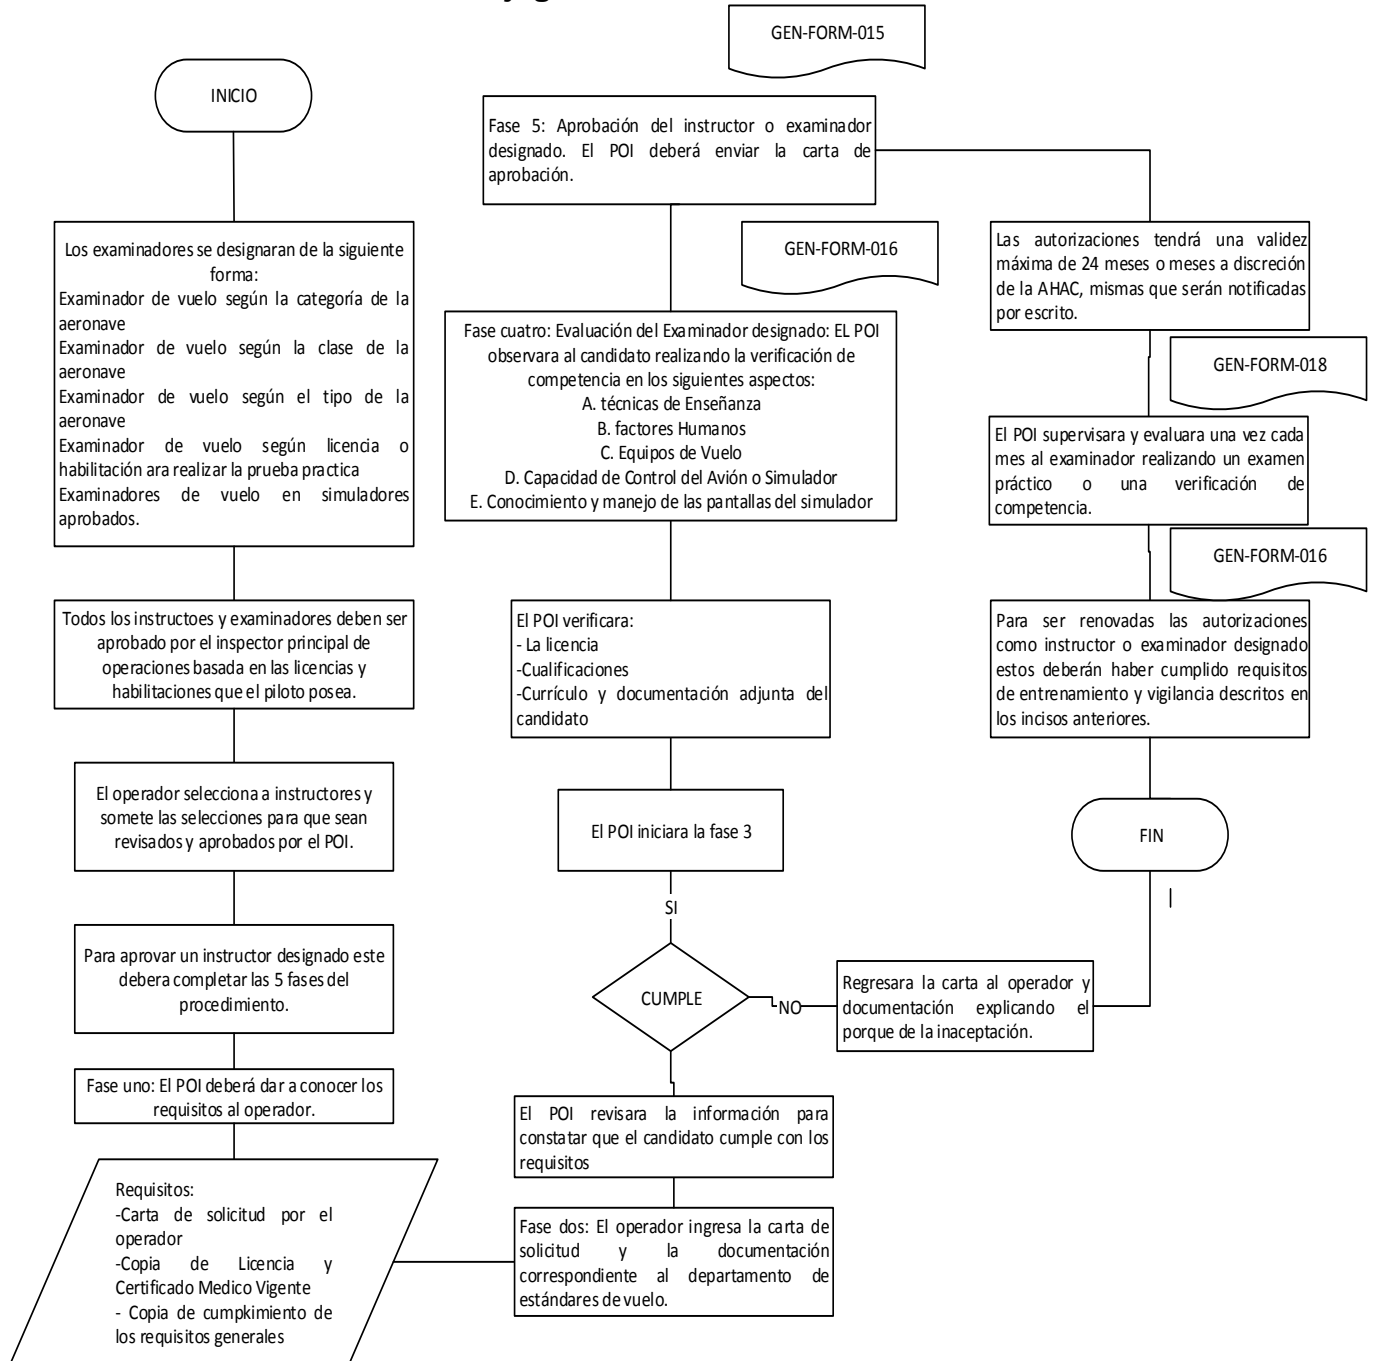 INICIO
Los examinadores se designaran de la siguiente
forma:
Examinador de vuelo según la categoría de la
aeronave
Examinador de vuelo según la clase de la
aeronave
Examinador de vuelo según el tipo de la
aeronave
Examinador de vuelo según licencia o
habilitación ara realizar la prueba practica
Examinadores de vuelo en simuladores
aprobados.
Todos los instructoes y examinadores deben ser
aprobado por el inspector principal de
operaciones basada en las licencias y
habilitaciones que el piloto posea.
El operador selecciona a instructores y
somete las selecciones para que sean
revisados y aprobados por el POI.
Para aprovar un instructor designado este
debera completar las 5 fases del
procedimiento.
Fase uno: El POI deberá dar a conocer los
requisitos al operador.
Requisitos:
-Carta de solicitud por el
operador
-Copia de Licencia y
Certificado Medico Vigente
- Copia de cumpkimiento de
los requisitos generales
Fase dos: El operador ingresa la carta de
solicitud y la documentación
correspondiente al departamento de
estándares de vuelo.
El POI revisara la información para
constatar que el candidato cumple con los
requisitos
CUMPLE
NO
Regresara la carta al operador y
documentación explicando el
porque de la inaceptación.
SI
El POI iniciara la fase 3
El POI verificara:
- La licencia
-Cualificaciones
-Currículo y documentación adjunta del
candidato
Fase cuatro: Evaluación del Examinador designado: EL POI
observara al candidato realizando la verificación de
competencia en los siguientes aspectos:
A. técnicas de Enseñanza
B. factores Humanos
C. Equipos de Vuelo
D. Capacidad de Control del Avión o Simulador
E. Conocimiento y manejo de las pantallas del simulador
GEN-FORM-016
Fase 5: Aprobación del instructor o examinador
designado. El POI deberá enviar la carta de
aprobación.
GEN-FORM-015
Las autorizaciones tendrá una validez
máxima de 24 meses o meses a discreción
de la AHAC, mismas que serán notificadas
por escrito.
GEN-FORM-018
El POI supervisara y evaluara una vez cada
mes al examinador realizando un examen
práctico o una verificación de
competencia.
GEN-FORM-016
Para ser renovadas las autorizaciones
como instructor o examinador designado
estos deberán haber cumplido requisitos
de entrenamiento y vigilancia descritos en
los incisos anteriores.
FIN